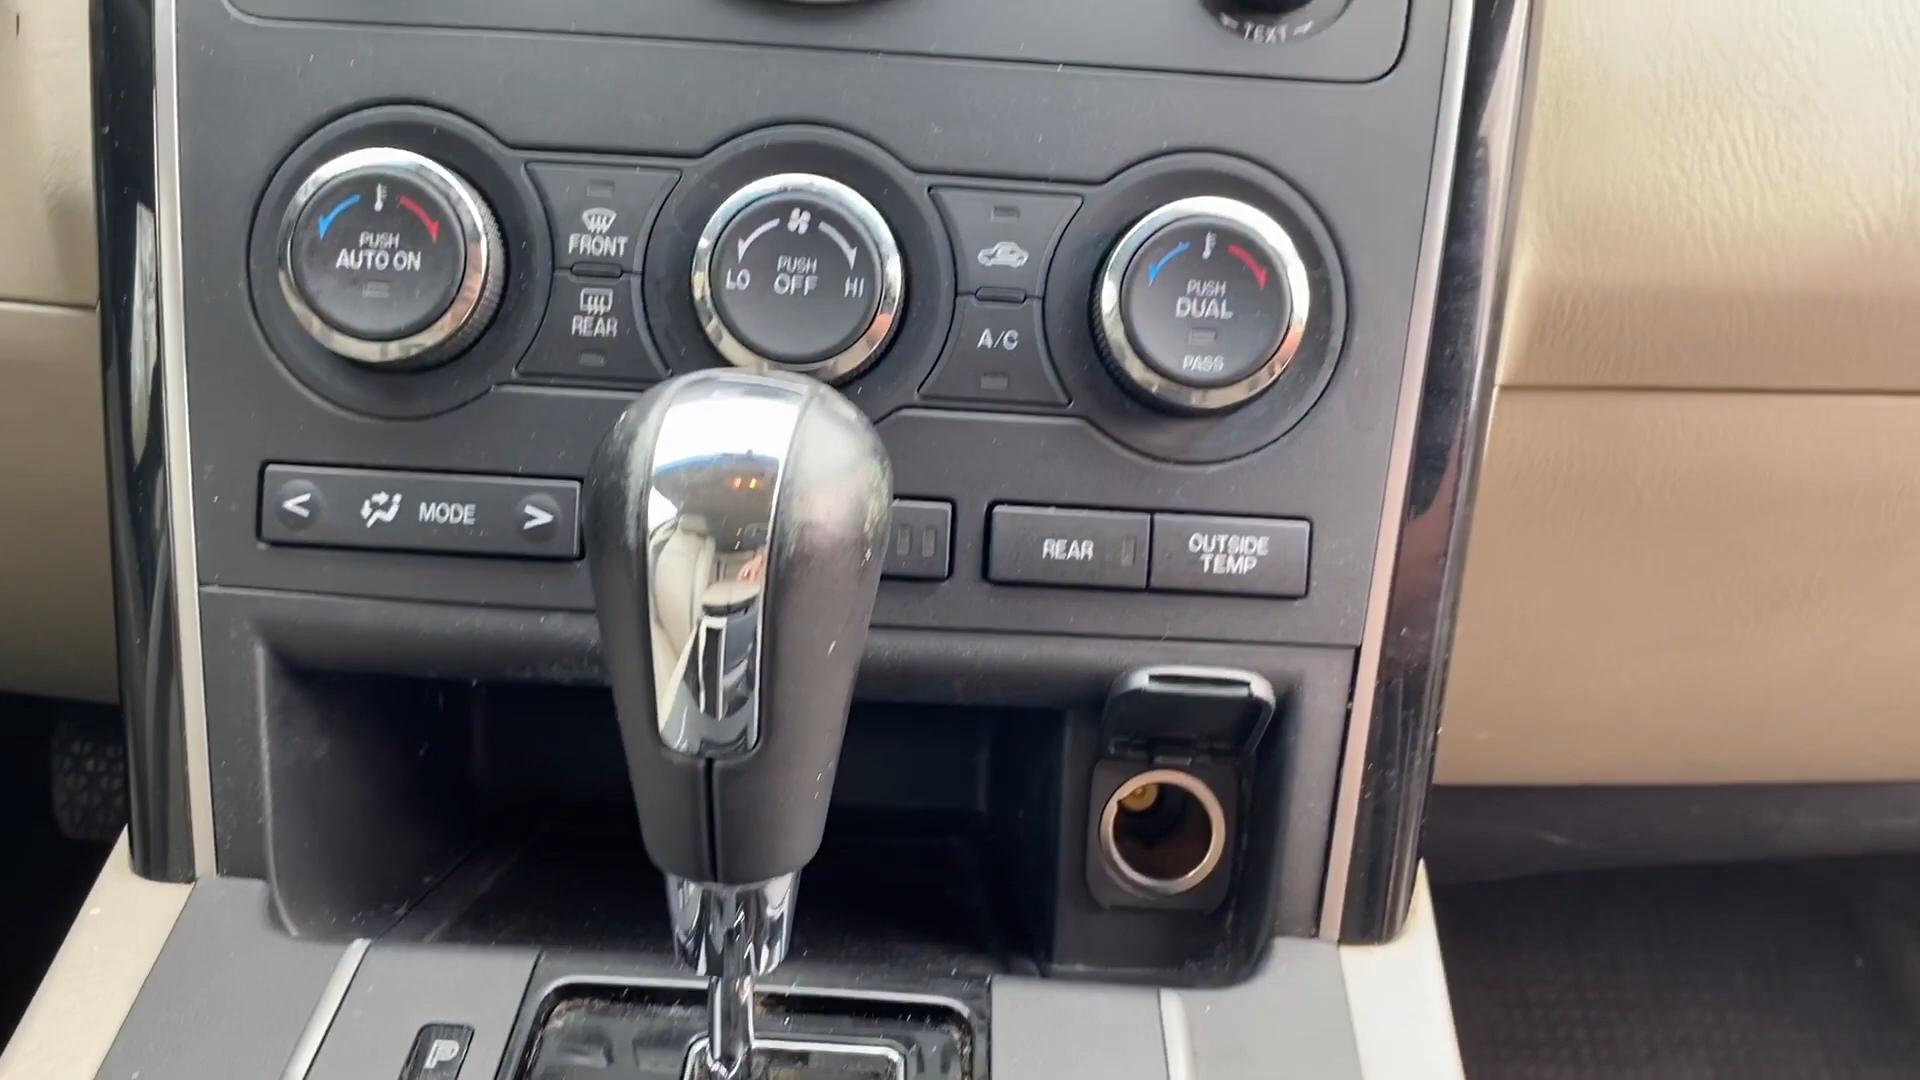 TEXT
PUSH
AUTO ON
FRONT
REAR
PUSH
LO OFF HI
A/C
PUSH
DUAL
PASS
< MODE >
REAR
OUTSIDE
TEMP
P